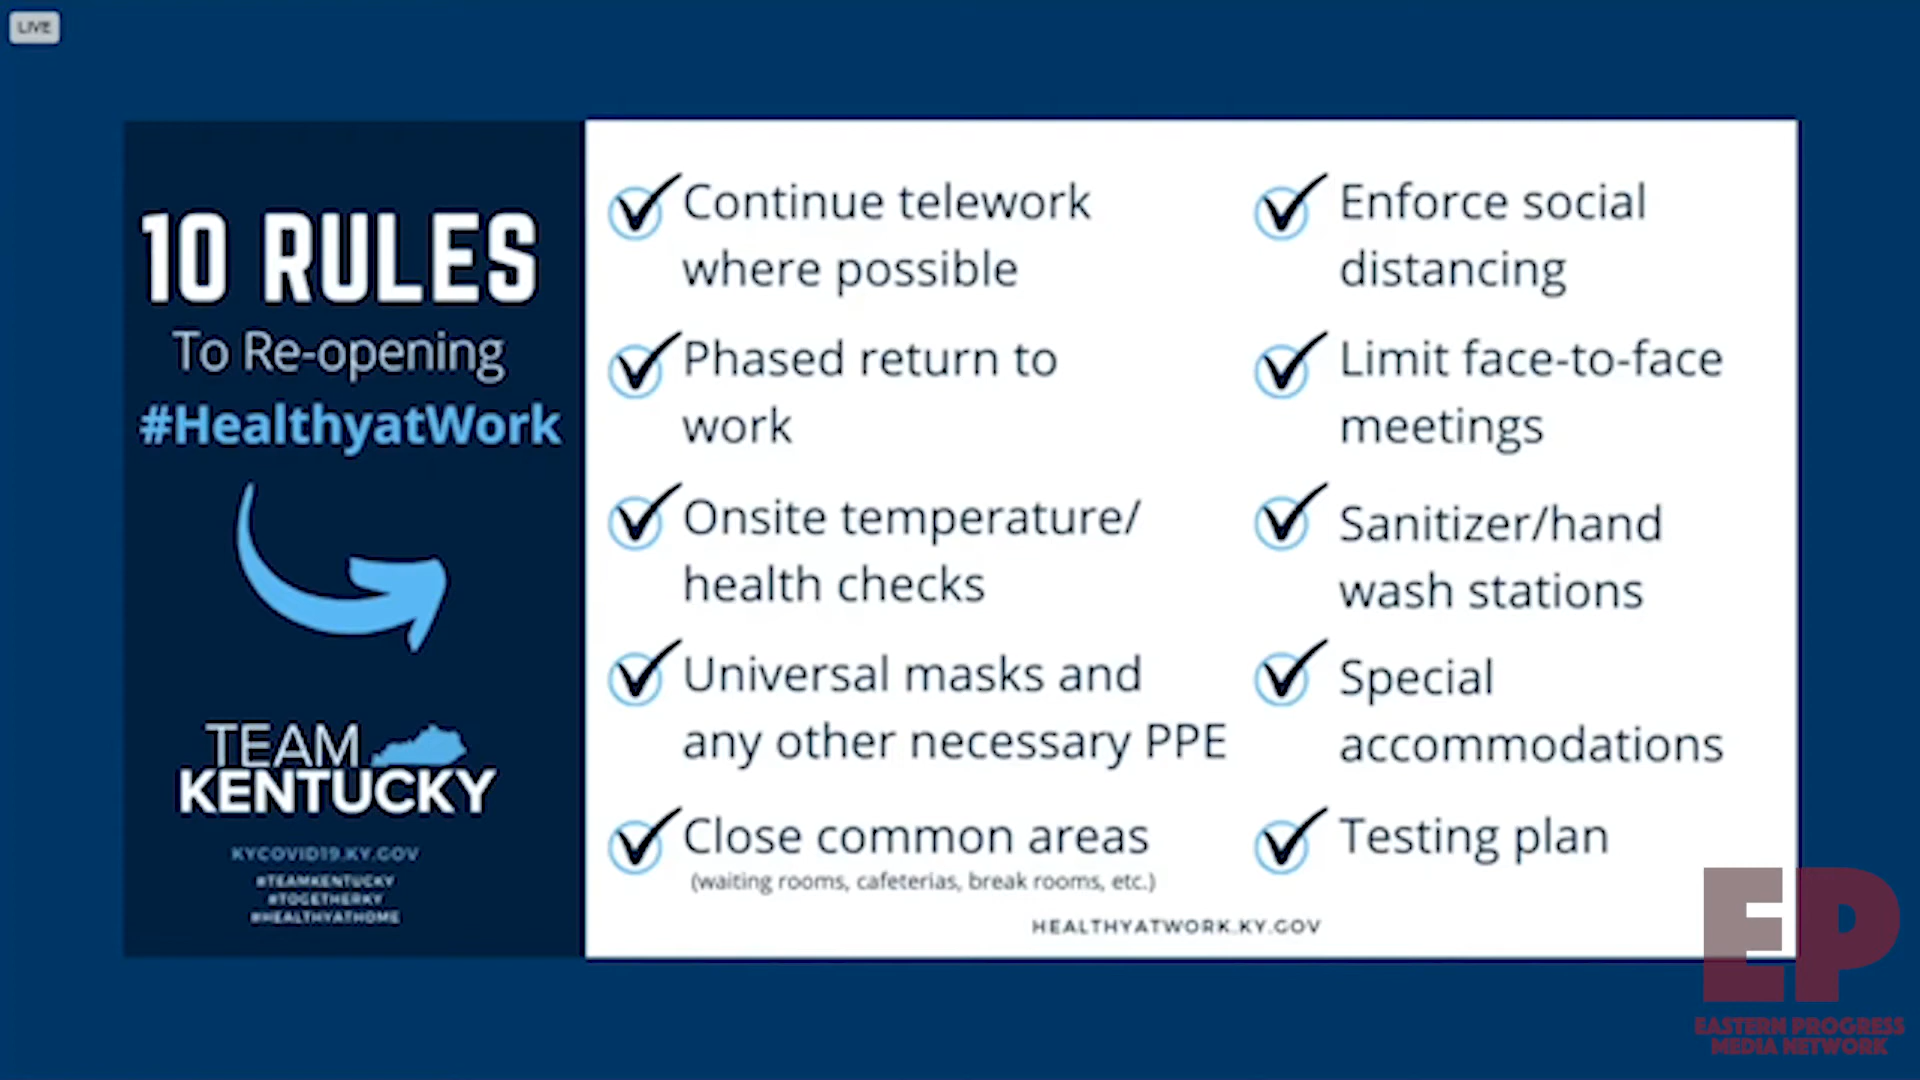 LIVE
10 RULES
To Re-opening
#HealthyatWork
TEAM
KENTUCKY
KYCOVID19.KY.GOV
#TEAMKENTUCKY
#TOGETHERKY
#HEALTHYATHOME
Continue telework
where possible
Phased return to
work
Onsite temperature/
health checks
Universal masks and
any other necessary PPE
Close common areas
(waiting rooms, cafeterias, break rooms, etc.)
Enforce social
distancing
Limit face-to-face
meetings
Sanitizer/hand
wash stations
Special
accommodations
Testing plan
HEALTHYATWORK.KY.GOV
EP
EASTERN PROGRESS
MEDIA NETWORK